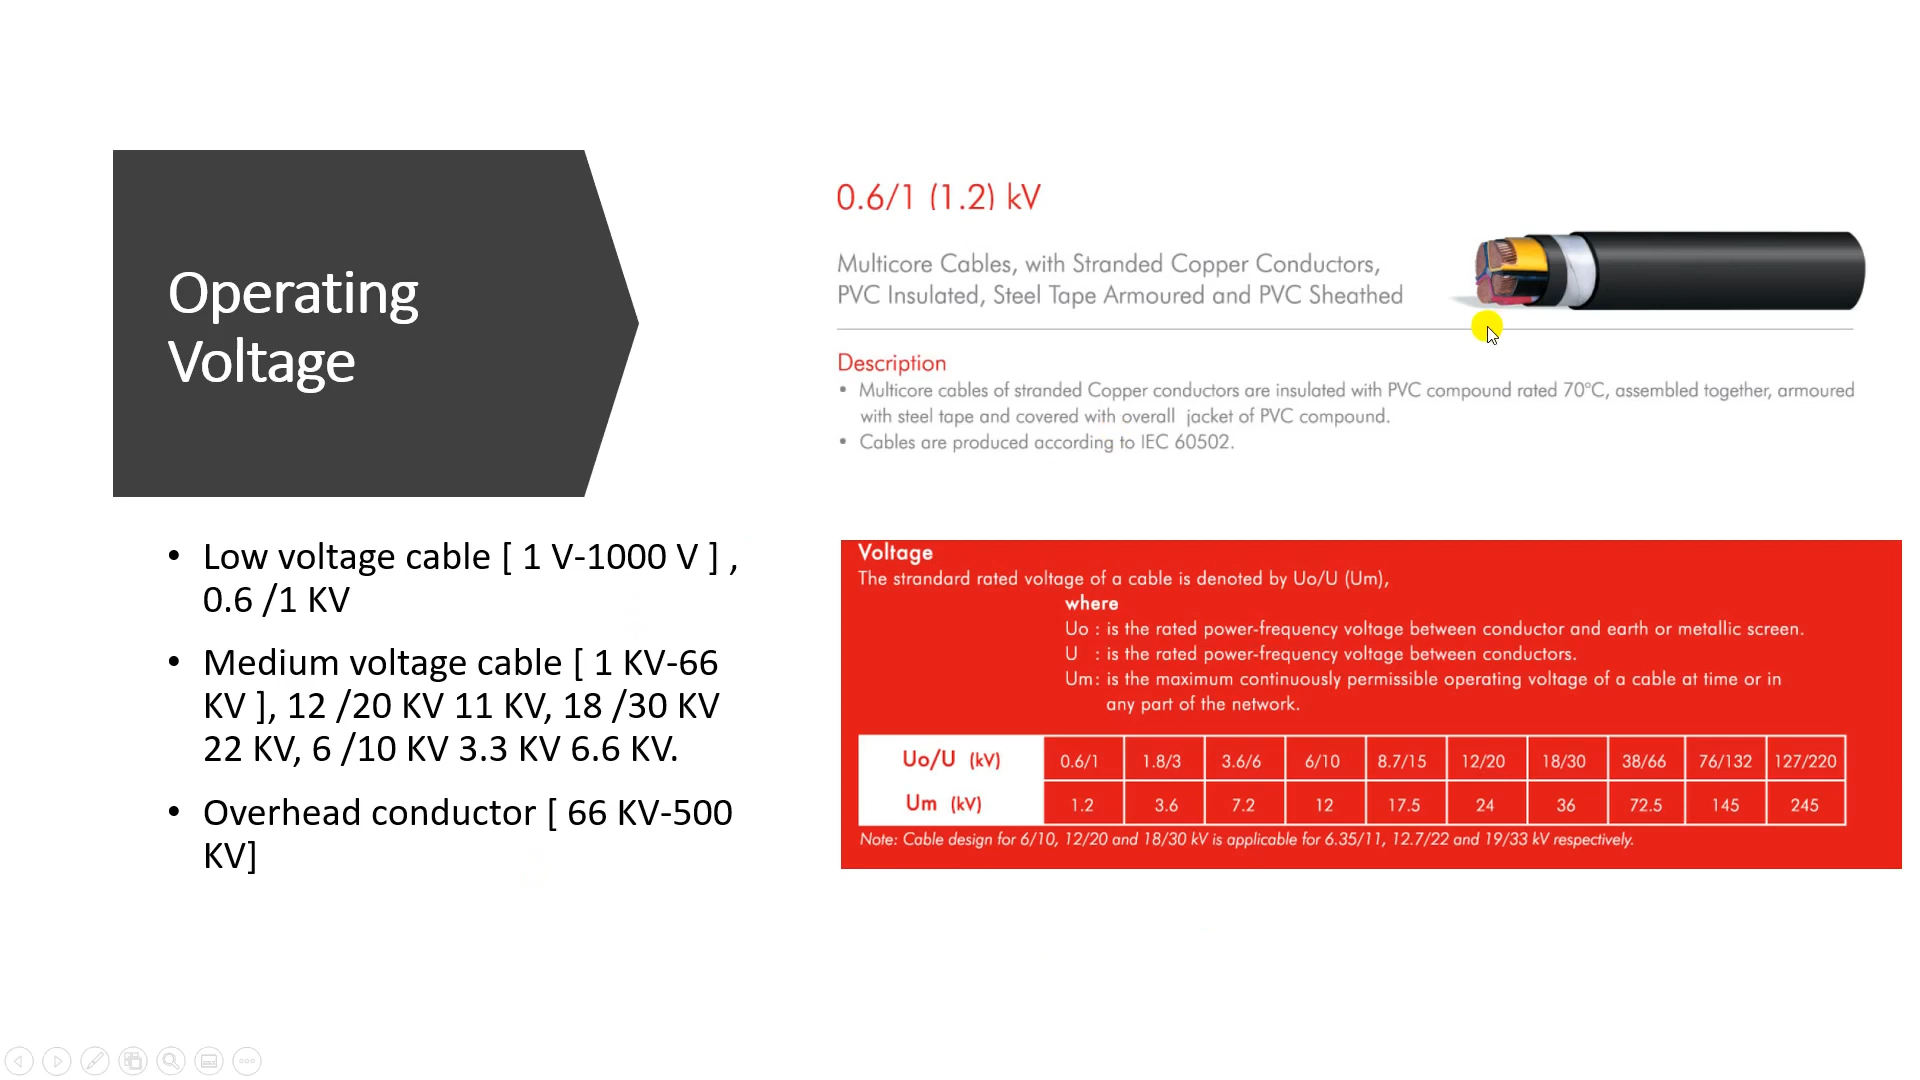 Operating
Voltage
• Low voltage cable [ 1 V-1000 V ] ,
0.6 /1 KV
• Medium voltage cable [ 1 KV-66
KV ], 12 /20 KV 11 KV, 18 /30 KV
22 KV, 6 /10 KV 3.3 KV 6.6 KV.
• Overhead conductor [ 66 KV-500
KV]
0.6/1 (1.2) kV
Multicore Cables, with Stranded Copper Conductors,
PVC Insulated, Steel Tape Armoured and PVC Sheathed
Description
• Multicore cables of stranded Copper conductors are insulated with PVC compound rated 70°C, assembled together, armoured
with steel tape and covered with overall jacket of PVC compound.
• Cables are produced according to IEC 60502.
Voltage
The strandard rated voltage of a cable is denoted by Uo/U (Um),
where
Uo : is the rated power-frequency voltage between conductor and earth or metallic screen.
U : is the rated power-frequency voltage between conductors.
Um : is the maximum continuously permissible operating voltage of a cable at time or in
any part of the network.
Uo/U (kV) 0.6/1 1.8/3 3.6/6 6/10 8.7/15 12/20 18/30 38/66 76/132 127/220
Um (kV) 1.2 3.6 7.2 12 17.5 24 36 72.5 145 245
Note: Cable design for 6/10, 12/20 and 18/30 kV is applicable for 6.35/11, 12.7/22 and 19/33 kV respectively.